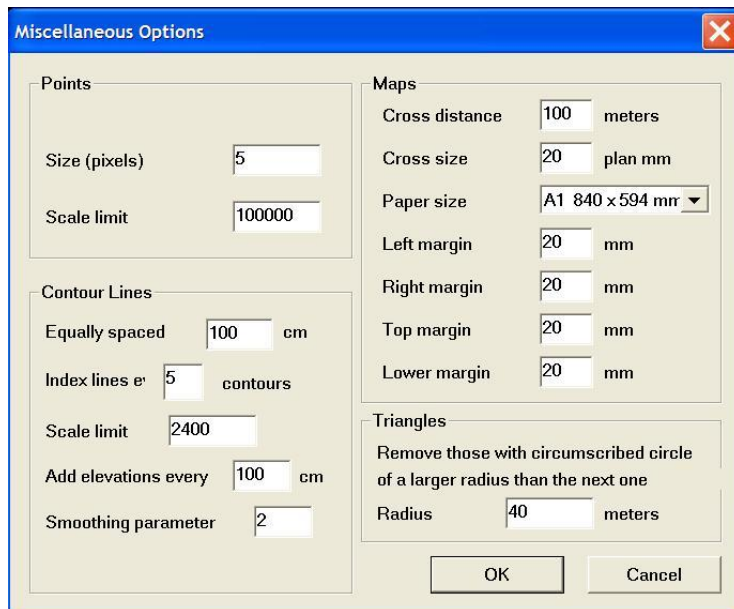 Miscellaneous Options
Points
Size (pixels) 5
Scale limit 100000
Contour Lines
Equally spaced 100 cm
Index lines ev 5 contours
Scale limit 2400
Add elevations every 100 cm
Smoothing parameter 2
Maps
Cross distance 100 meters
Cross size 20 plan mm
Paper size A1 840 x 594 mm
Left margin 20 mm
Right margin 20 mm
Top margin 20 mm
Lower margin 20 mm
Triangles
Remove those with circumscribed circle
of a larger radius than the next one
Radius 40 meters
OK Cancel